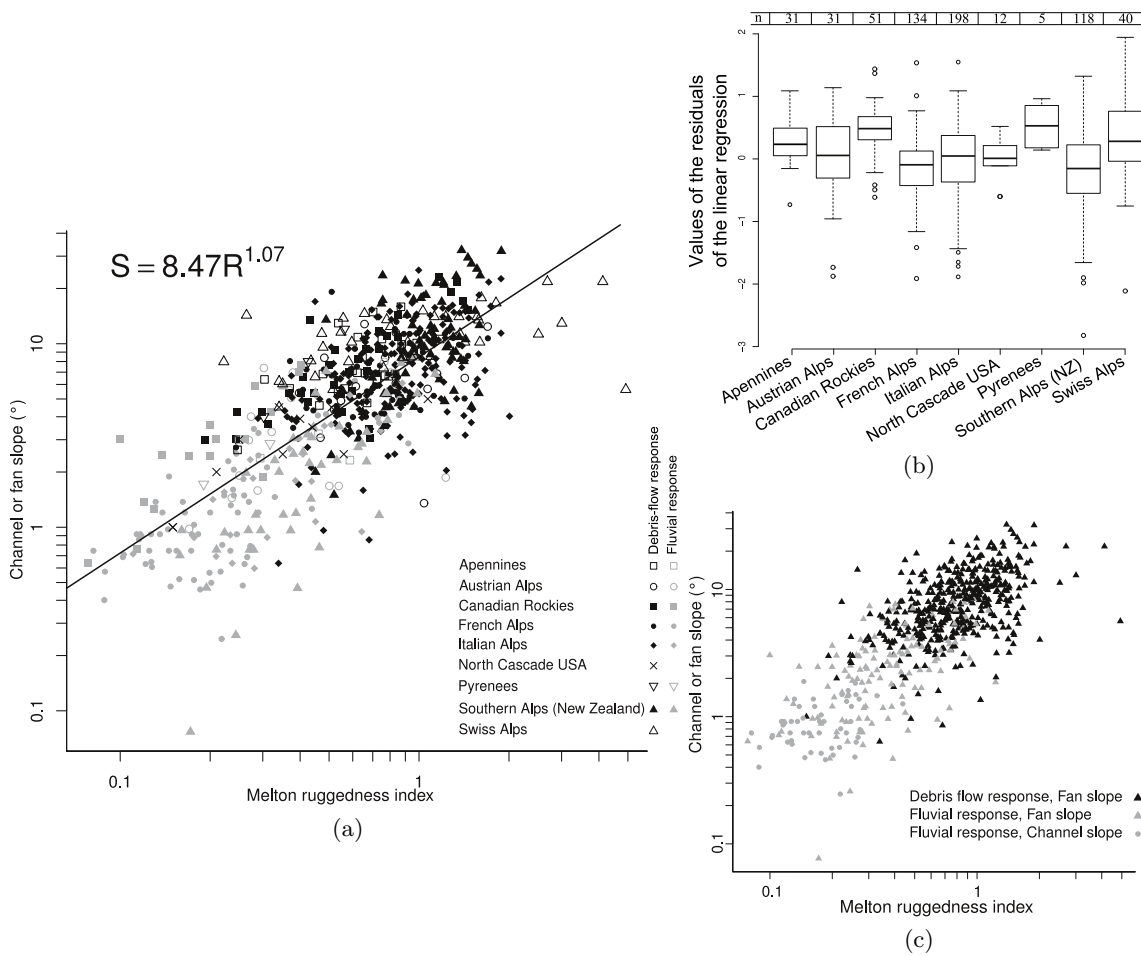 S = 8.47R^1.07
Channel or fan slope (°)
10
1
0.1
Debris-flow response
Fluvial response
Apennines
Austrian Alps
Canadian Rockies
French Alps
Italian Alps
North Cascade USA
Pyrenees
Southern Alps (New Zealand)
Swiss Alps
0.1
1
Melton ruggedness index
(a)
n 31 31 51 134 198 12 5 118 40
Values of the residuals
of the linear regression
2
1
0
-1
-2
-3
Apennines
Austrian Alps
Canadian Rockies
French Alps
Italian Alps
North Cascade USA
Pyrenees
Southern Alps (NZ)
Swiss Alps
(b)
Channel or fan slope (°)
10
1
0.1
Debris flow response, Fan slope
Fluvial response, Fan slope
Fluvial response, Channel slope
0.1
1
Melton ruggedness index
(c)